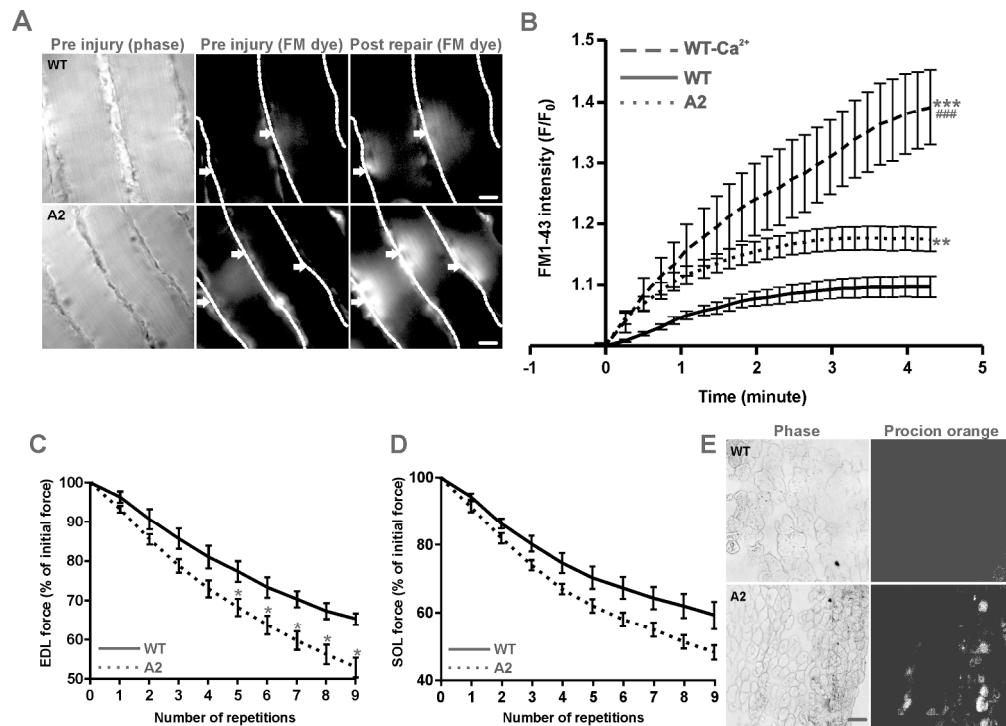 A
Pre injury (phase) Pre injury (FM dye) Post repair (FM dye)
WT
A2
B
FM1-43 intensity (F/F0)
1.5
1.4
1.3
1.2
1.1
WT-Ca2+
WT
A2
***
###
**
-1 0 1 2 3 4 5
Time (minute)
C
EDL force (% of initial force)
100
90
80
70
60
50
* * * * *
WT
A2
0 1 2 3 4 5 6 7 8 9
Number of repetitions
D
SOL force (% of initial force)
100
80
60
40
WT
A2
0 1 2 3 4 5 6 7 8 9
Number of repetitions
E
Phase Procion orange
WT
A2